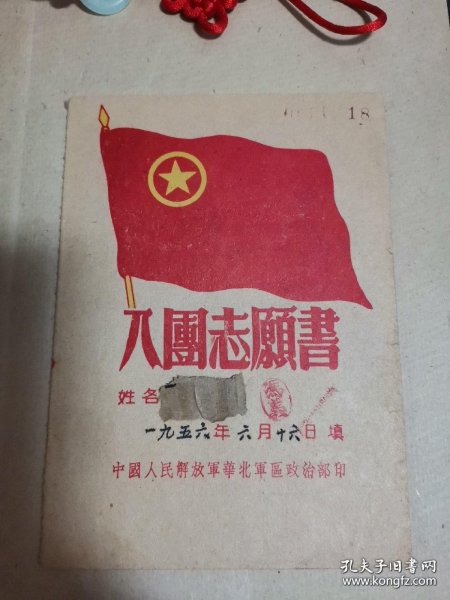 18
入團志願書
姓名
一九五六年六月十六日填
中國人民解放軍華北軍區政治部印
孔夫子旧书网
www.kongfz.com